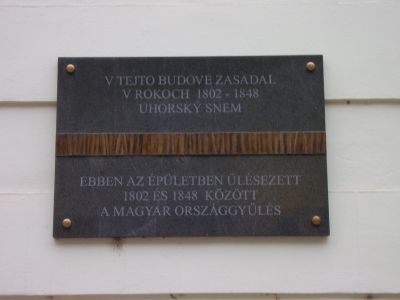 V TEJTO BUDOVE ZASADAL
V ROKOCH 1802 - 1848
UHORSKÝ SNEM
EBBEN AZ ÉPÜLETBEN ÜLÉSEZETT
1802 ÉS 1848 KÖZÖTT
A MAGYAR ORSZÁGGYŰLÉS